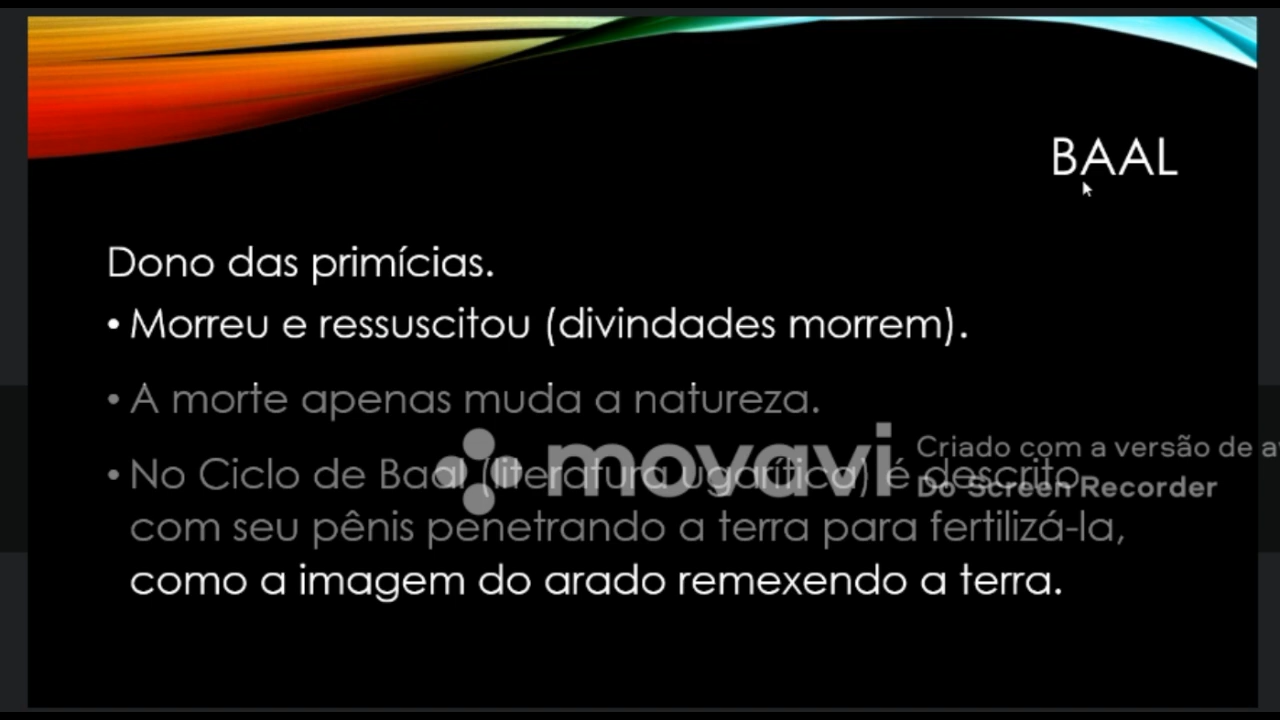 BAAL
Dono das primícias.
• Morreu e ressuscitou (divindades morrem).
• A morte apenas muda a natureza.
movavi
Criado com a versão de av
Do Screen Recorder
• No Ciclo de Baal (literatura ugarítica) é descrito
com seu pênis penetrando a terra para fertilizá-la,
como a imagem do arado remexendo a terra.